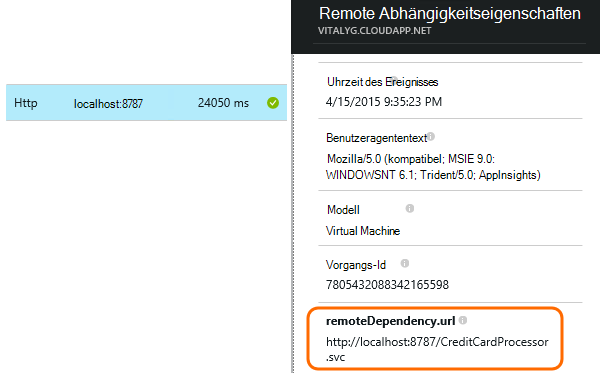 Http localhost:8787 24050 ms
Remote Abhängigkeitseigenschaften
VITALYG.CLOUDAPP.NET
Uhrzeit des Ereignisses
4/15/2015 9:35:23 PM
Benutzeragententext
Mozilla/5.0 (kompatibel; MSIE 9.0:
WINDOWSNT 6.1; Trident/5.0; AppInsights)
Modell
Virtual Machine
Vorgangs-Id
7805432088342165598
remoteDependency.url
http://localhost:8787/CreditCardProcessor
.svc